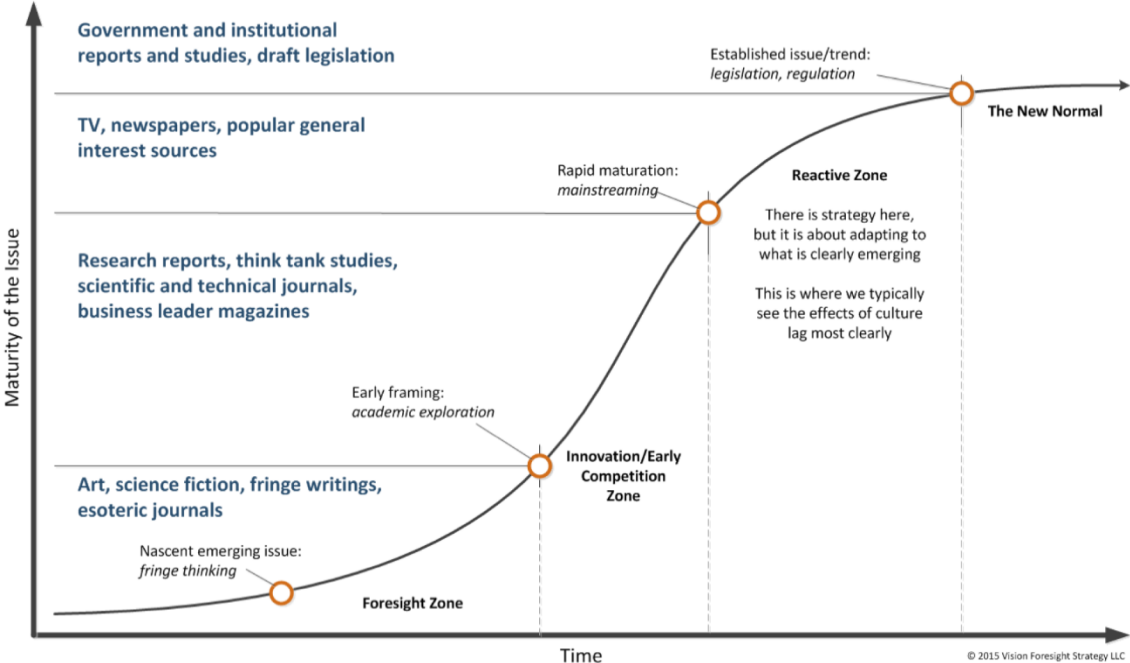 Government and institutional
reports and studies, draft legislation
Established issue/trend:
legislation, regulation
The New Normal
TV, newspapers, popular general
interest sources
Rapid maturation:
mainstreaming
Reactive Zone
There is strategy here,
but it is about adapting to
what is clearly emerging
This is where we typically
see the effects of culture
lag most clearly
Research reports, think tank studies,
scientific and technical journals,
business leader magazines
Maturity of the Issue
Early framing:
academic exploration
Innovation/Early
Competition
Zone
Art, science fiction, fringe writings,
esoteric journals
Nascent emerging issue:
fringe thinking
Foresight Zone
Time
© 2015 Vision Foresight Strategy LLC